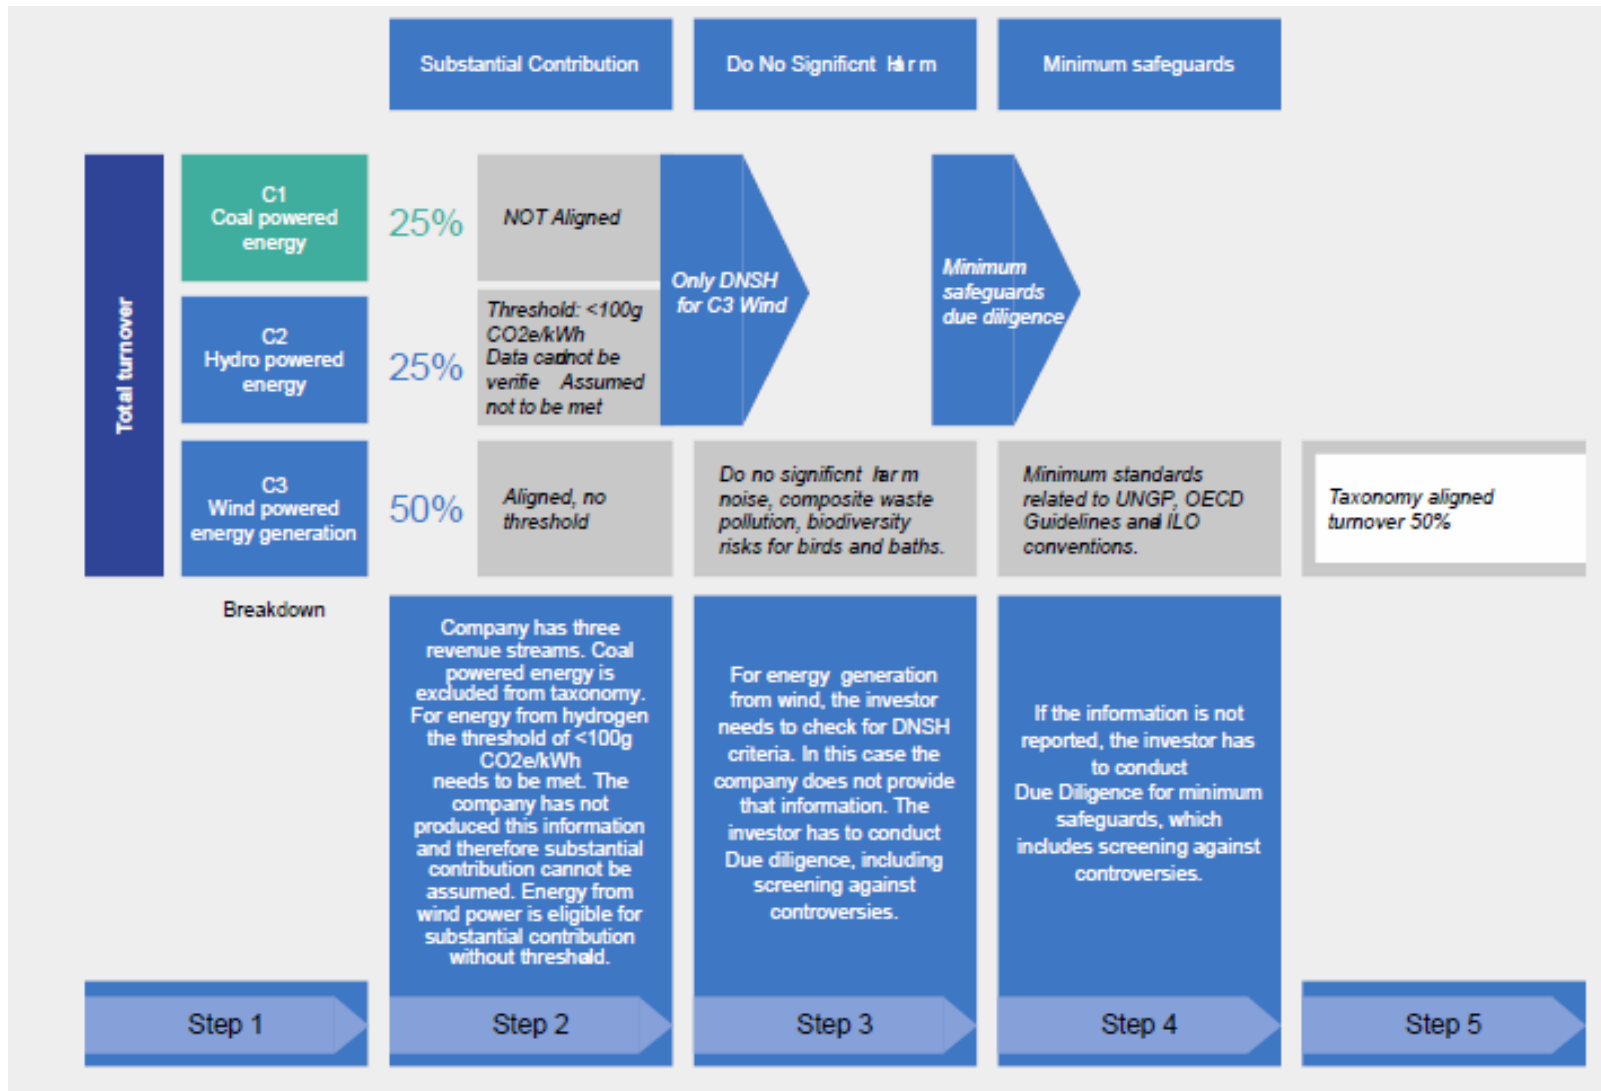 Substantial Contribution
Do No Significnt Harm
Minimum safeguards
Total turnover
C1
Coal powered
energy
25%
NOT Aligned
C2
Hydro powered
energy
25%
Threshold: <100g
CO2e/kWh
Data cannot be
verifie Assumed
not to be met
Only DNSH
for C3 Wind
Minimum
safeguards
due diligence
C3
Wind powered
energy generation
50%
Aligned, no
threshold
Do no significnt harm
noise, composite waste
pollution, biodiversity
risks for birds and baths.
Minimum standards
related to UNGP, OECD
Guidelines and ILO
conventions.
Taxonomy aligned
turnover 50%
Breakdown
Company has three
revenue streams. Coal
powered energy is
excluded from taxonomy.
For energy from hydrogen
the threshold of <100g
CO2e/kWh
needs to be met. The
company has not
produced this information
and therefore substantial
contribution cannot be
assumed. Energy from
wind power is eligible for
substantial contribution
without threshold.
For energy generation
from wind, the investor
needs to check for DNSH
criteria. In this case the
company does not provide
that information. The
investor has to conduct
Due diligence, including
screening against
controversies.
If the information is not
reported, the investor has
to conduct
Due Diligence for minimum
safeguards, which
includes screening against
controversies.
Step 1
Step 2
Step 3
Step 4
Step 5